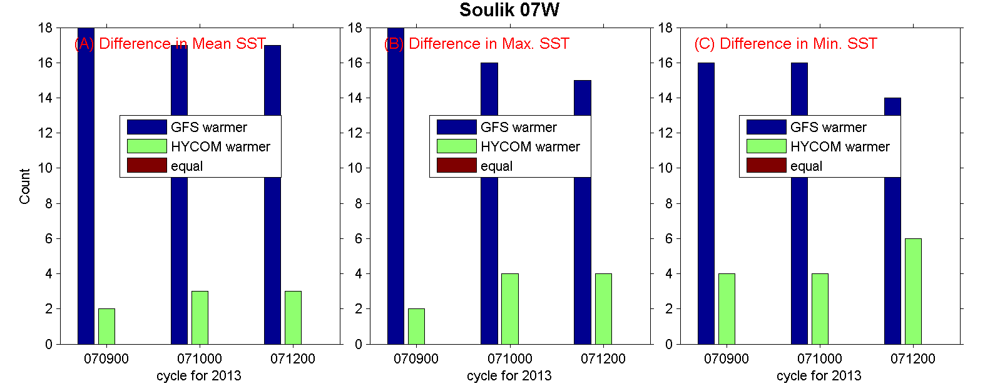 Soulik 07W
(A) Difference in Mean SST
18
16
14
12
10
8
6
4
2
0
Count
GFS warmer
HYCOM warmer
equal
070900 071000 071200
cycle for 2013
(B) Difference in Max. SST
18
16
14
12
10
8
6
4
2
0
GFS warmer
HYCOM warmer
equal
070900 071000 071200
cycle for 2013
(C) Difference in Min. SST
18
16
14
12
10
8
6
4
2
0
GFS warmer
HYCOM warmer
equal
070900 071000 071200
cycle for 2013